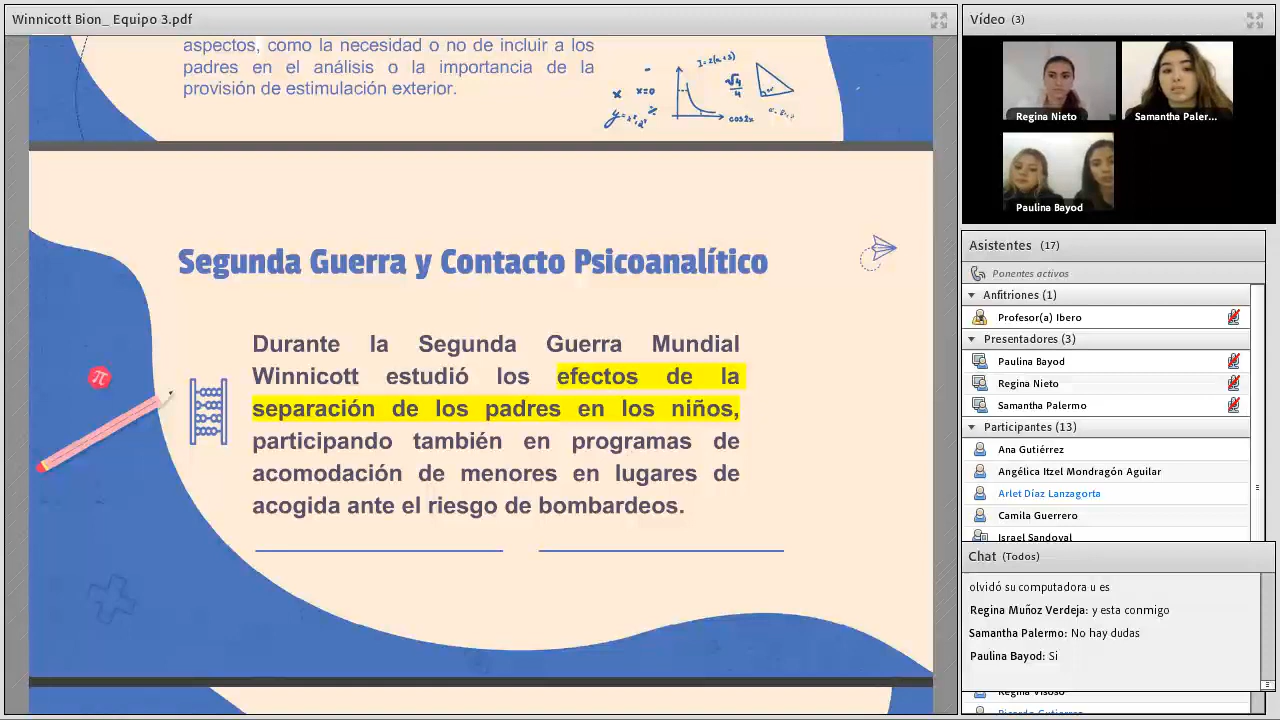 Winnicott Bion_ Equipo 3.pdf
aspectos, como la necesidad o no de incluir a los
padres en el análisis o la importancia de la
provisión de estimulación exterior.
x=0
cos2x
Segunda Guerra y Contacto Psicoanalítico
Durante la Segunda Guerra Mundial
Winnicott estudió los efectos de la
separación de los padres en los niños,
participando también en programas de
acomodación de menores en lugares de
acogida ante el riesgo de bombardeos.
π
Vídeo (3)
Regina Nieto
Samantha Paler...
Paulina Bayod
Asistentes (17)
Ponentes activos
Anfitriones (1)
Profesor(a) Ibero
Presentadores (3)
Paulina Bayod
Regina Nieto
Samantha Palermo
Participantes (13)
Ana Gutiérrez
Angélica Itzel Mondragón Aguilar
Arlet Díaz Lanzagorta
Camila Guerrero
Israel Sandoval
Chat (Todos)
olvidó su computadora u es
Regina Muñoz Verdeja: y esta conmigo
Samantha Palermo: No hay dudas
Paulina Bayod: Si
Regina Visoso
Ricardo Gutierrez